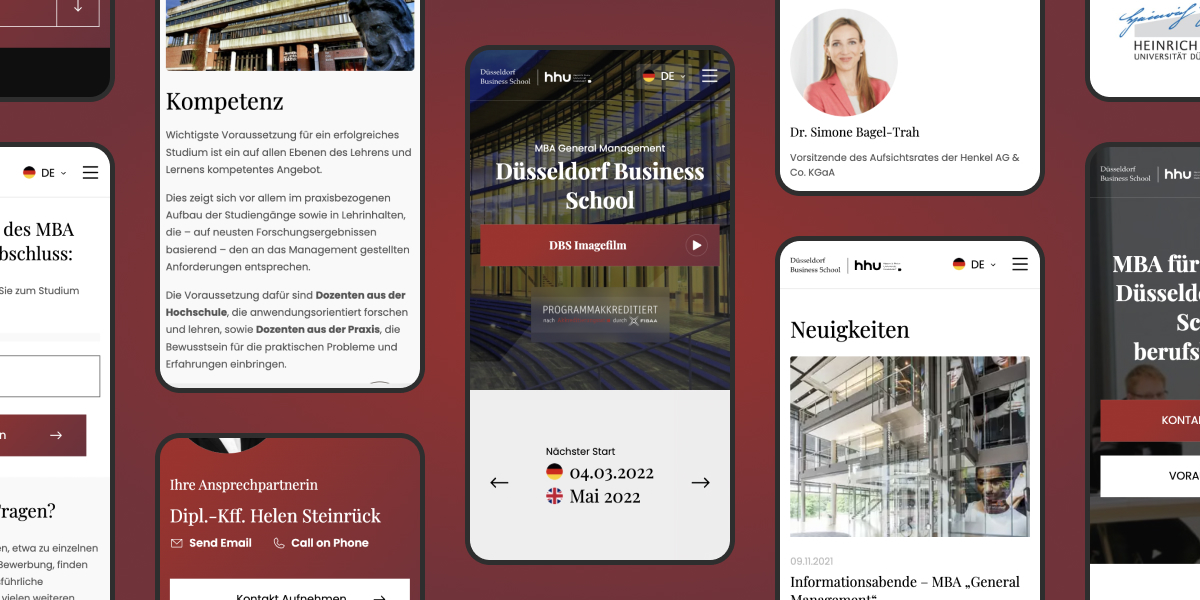 DE
des MBA
bschluss:
Sie zum Studium
n
ragen?
en, etwa zu einzelnen
Bewerbung, finden
sführliche
vielen weiteren
Kompetenz
Wichtigste Voraussetzung für ein erfolgreiches
Studium ist ein auf allen Ebenen des Lehrens und
Lernens kompetentes Angebot.
Dies zeigt sich vor allem im praxisbezogenen
Aufbau der Studiengänge sowie in Lehrinhalten,
die – auf neusten Forschungsergebnissen
basierend – den an das Management gestellten
Anforderungen entsprechen.
Die Voraussetzung dafür sind Dozenten aus der
Hochschule, die anwendungsorientiert forschen
und lehren, sowie Dozenten aus der Praxis, die
Bewusstsein für die praktischen Probleme und
Erfahrungen einbringen.
Ihre Ansprechpartnerin
Dipl.-Kff. Helen Steinrück
Send Email Call on Phone
Kontakt Aufnehmen
Düsseldorf
Business School
hhu
DE
MBA General Management
Düsseldorf Business
School
DBS Imagefilm
PROGRAMMAKKREDITIERT
nach
durch FIBAA
Nächster Start
04.03.2022
Mai 2022
Dr. Simone Bagel-Trah
Vorsitzende des Aufsichtsrates der Henkel AG &
Co. KGaA
Düsseldorf
Business School
hhu
DE
Neuigkeiten
09.11.2021
Informationsabende – MBA „General
Management“
HEINRICH
UNIVERSITÄT DÜ
Düsseldorf
Business School
hhu
MBA für
Düsseldo
Sc
berufs
KONTA
VORA